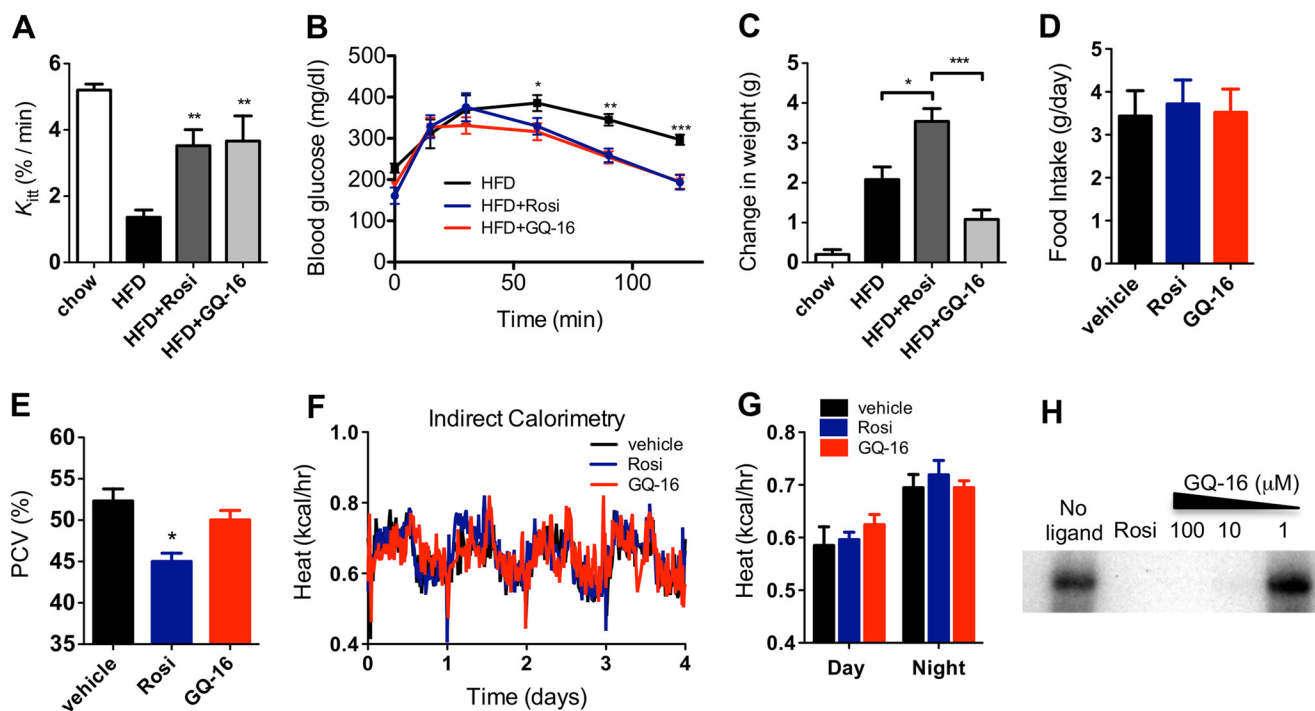 A
K_itt (% / min)
6
4
2
0
** **
chow HFD HFD+Rosi HFD+GQ-16
B
Blood glucose (mg/dl)
500
400
300
200
100
0
* ** ***
HFD
HFD+Rosi
HFD+GQ-16
0 50 100
Time (min)
C
Change in weight (g)
5
4
3
2
1
0
* ***
chow HFD HFD+Rosi HFD+GQ-16
D
Food Intake (g/day)
5
4
3
2
1
0
vehicle Rosi GQ-16
E
PCV (%)
60
55
50
45
40
35
*
vehicle Rosi GQ-16
F
Indirect Calorimetry
Heat (kcal/hr)
1.0
0.8
0.6
0.4
vehicle
Rosi
GQ-16
0 1 2 3 4
Time (days)
G
Heat (kcal/hr)
0.8
0.7
0.6
0.5
0.4
vehicle
Rosi
GQ-16
Day Night
H
GQ-16 (µM)
No
ligand Rosi 100 10 1